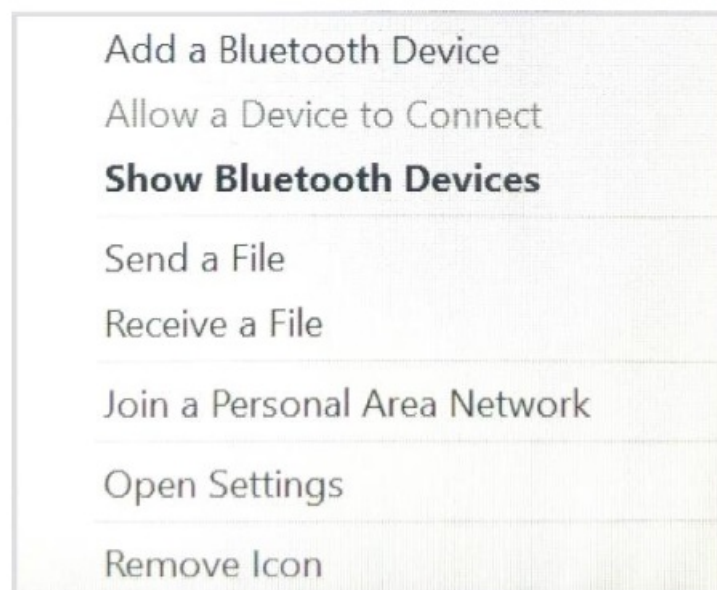 Add a Bluetooth Device
Allow a Device to Connect
Show Bluetooth Devices
Send a File
Receive a File
Join a Personal Area Network
Open Settings
Remove Icon